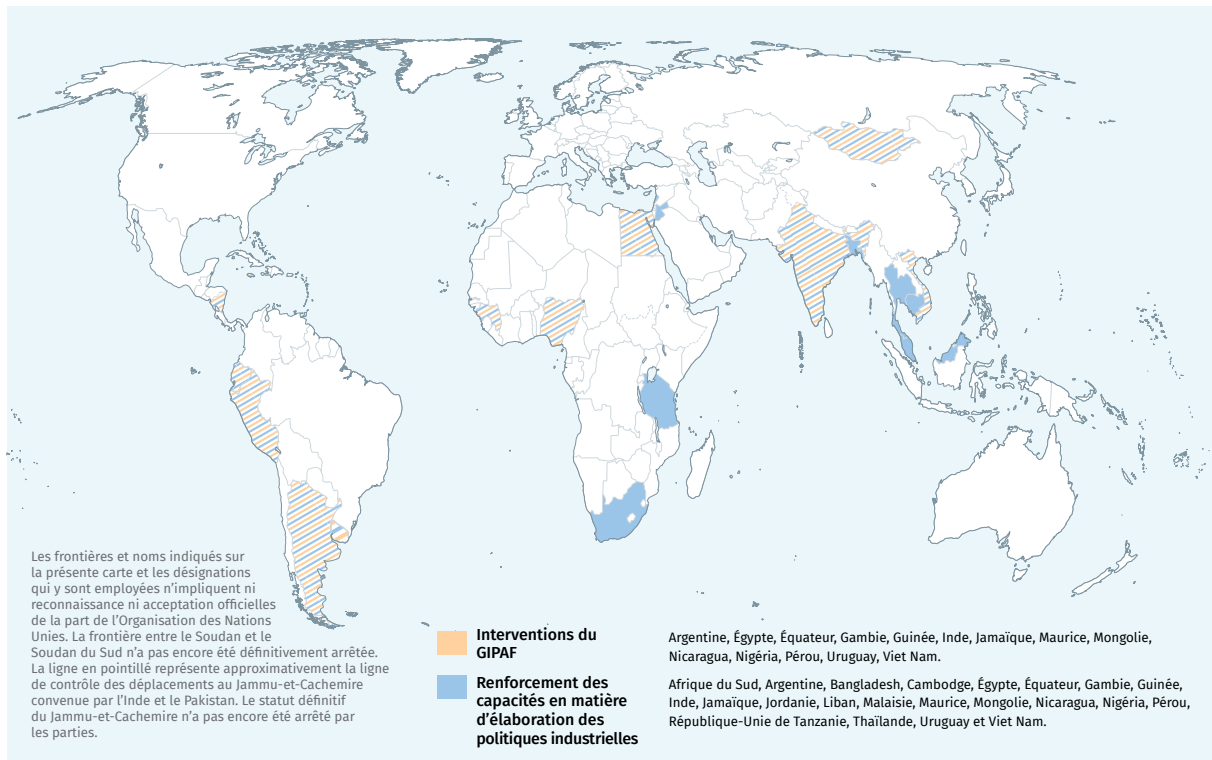 Les frontières et noms indiqués sur
la présente carte et les désignations
qui y sont employées n’impliquent ni
reconnaissance ni acceptation officielles
de la part de l’Organisation des Nations
Unies. La frontière entre le Soudan et le
Soudan du Sud n’a pas encore été définitivement arrêtée.
La ligne en pointillé représente approximativement la ligne
de contrôle des déplacements au Jammu-et-Cachemire
convenue par l’Inde et le Pakistan. Le statut définitif
du Jammu-et-Cachemire n’a pas encore été arrêté par
les parties.
Interventions du
GIPAF
Argentine, Égypte, Équateur, Gambie, Guinée, Inde, Jamaïque, Maurice, Mongolie,
Nicaragua, Nigéria, Pérou, Uruguay, Viet Nam.
Renforcement des
capacités en matière
d’élaboration des
politiques industrielles
Afrique du Sud, Argentine, Bangladesh, Cambodge, Égypte, Équateur, Gambie, Guinée,
Inde, Jamaïque, Jordanie, Liban, Malaisie, Maurice, Mongolie, Nicaragua, Nigéria, Pérou,
République-Unie de Tanzanie, Thaïlande, Uruguay et Viet Nam.